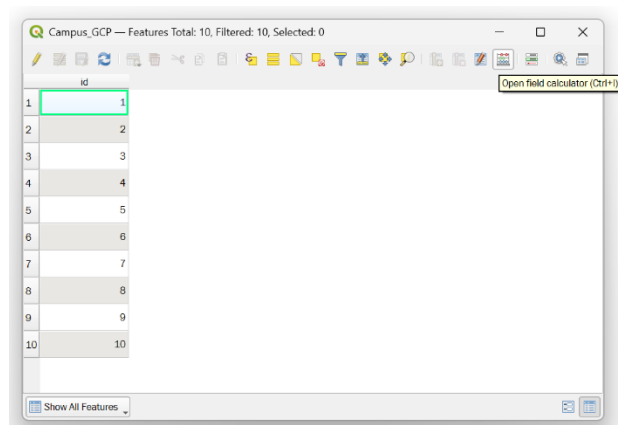 Campus_GCP — Features Total: 10, Filtered: 10, Selected: 0
Open field calculator (Ctrl+I)
id
1 1
2 2
3 3
4 4
5 5
6 6
7 7
8 8
9 9
10 10
Show All Features